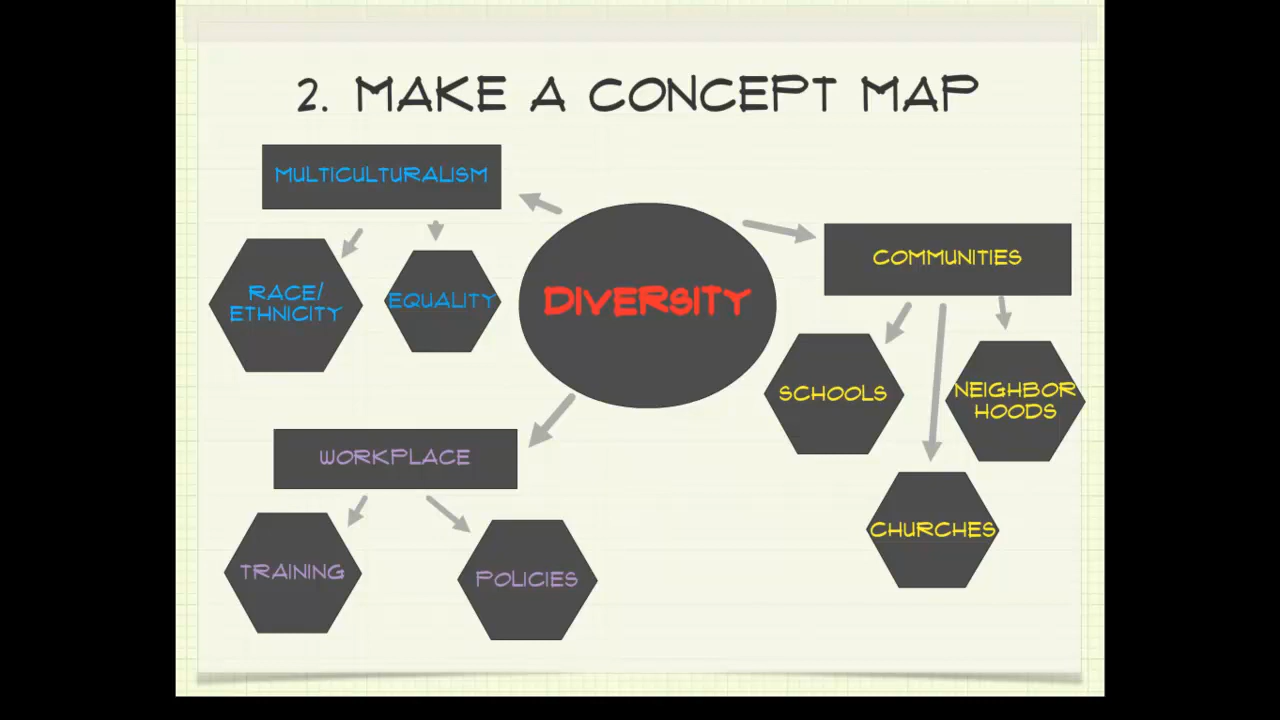 2. MAKE A CONCEPT MAP
MULTICULTURALISM
RACE/
ETHNICITY
EQUALITY
DIVERSITY
COMMUNITIES
SCHOOLS
NEIGHBOR
HOODS
CHURCHES
WORKPLACE
TRAINING
POLICIES